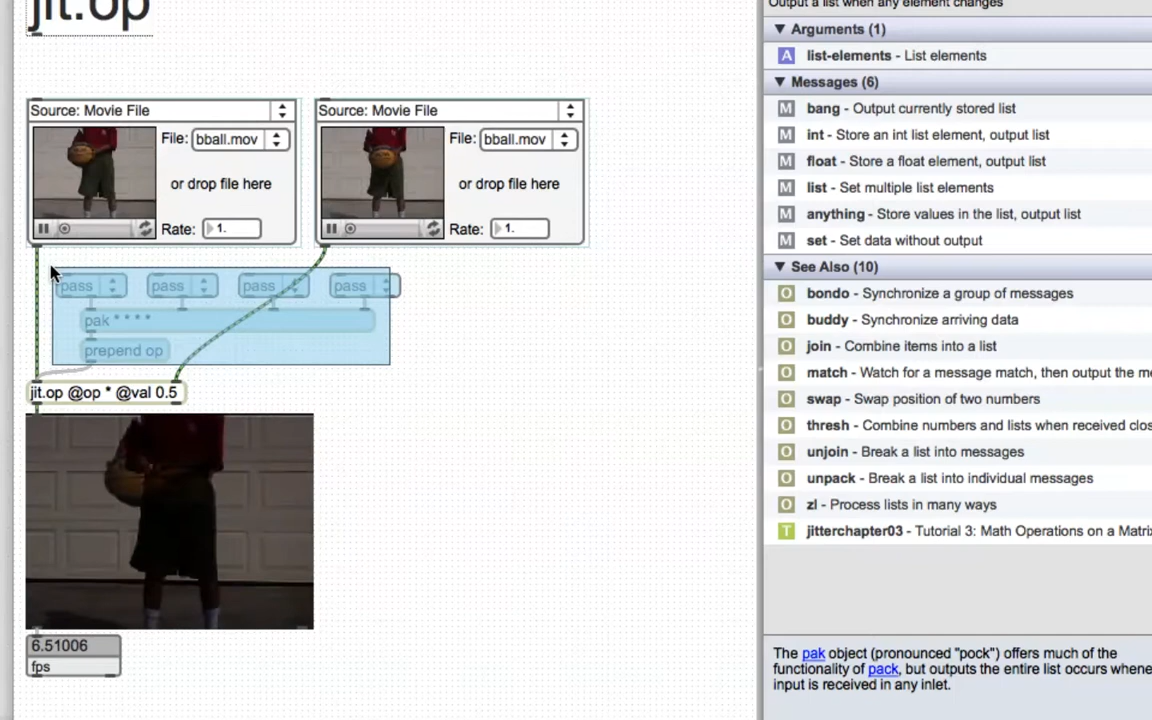 jit.op
Source: Movie File
File: bball.mov
or drop file here
Rate: 1.
Source: Movie File
File: bball.mov
or drop file here
Rate: 1.
pass pass pass pass
pak * * * *
prepend op
jit.op @op * @val 0.5
6.51006
fps
Output a list when any element changes
Arguments (1)
A list-elements - List elements
Messages (6)
M bang - Output currently stored list
M int - Store an int list element, output list
M float - Store a float element, output list
M list - Set multiple list elements
M anything - Store values in the list, output list
M set - Set data without output
See Also (10)
O bondo - Synchronize a group of messages
O buddy - Synchronize arriving data
O join - Combine items into a list
O match - Watch for a message match, then output the me
O swap - Swap position of two numbers
O thresh - Combine numbers and lists when received clos
O unjoin - Break a list into messages
O unpack - Break a list into individual messages
O zl - Process lists in many ways
T jitterchapter03 - Tutorial 3: Math Operations on a Matrix
The pak object (pronounced "pock") offers much of the
functionality of pack, but outputs the entire list occurs whene
input is received in any inlet.